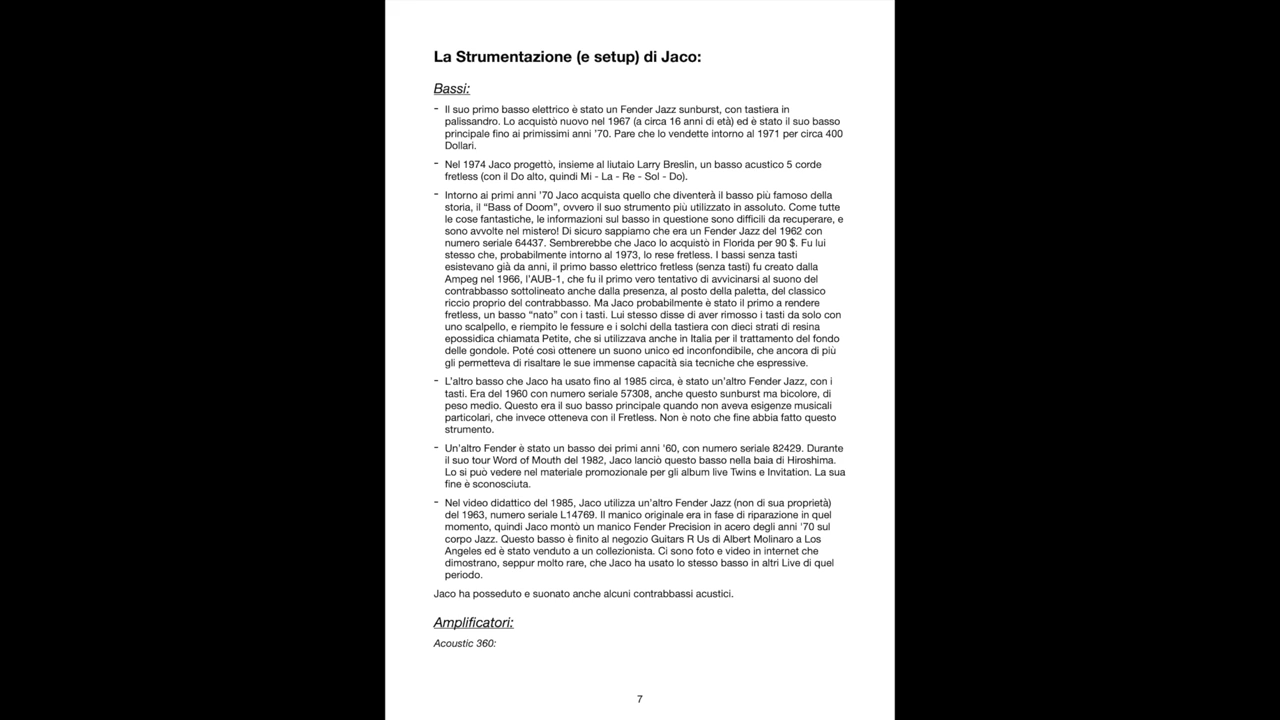 La Strumentazione (e setup) di Jaco:
Bassi:
- Il suo primo basso elettrico è stato un Fender Jazz sunburst, con tastiera in
palissandro. Lo acquistò nuovo nel 1967 (a circa 16 anni di età) ed è stato il suo basso
principale fino ai primissimi anni '70. Pare che lo vendette intorno al 1971 per circa 400
Dollari.
- Nel 1974 Jaco progettò, insieme al liutaio Larry Breslin, un basso acustico 5 corde
fretless (con il Do alto, quindi Mi - La - Re - Sol - Do).
- Intorno ai primi anni '70 Jaco acquista quello che diventerà il basso più famoso della
storia, il “Bass of Doom”, ovvero il suo strumento più utilizzato in assoluto. Come tutte
le cose fantastiche, le informazioni sul basso in questione sono difficili da recuperare, e
sono avvolte nel mistero! Di sicuro sappiamo che era un Fender Jazz del 1962 con
numero seriale 64437. Sembrerebbe che Jaco lo acquistò in Florida per 90 $. Fu lui
stesso che, probabilmente intorno al 1973, lo rese fretless. I bassi senza tasti
esistevano già da anni, il primo basso elettrico fretless (senza tasti) fu creato dalla
Ampeg nel 1966, l'AUB-1, che fu il primo vero tentativo di avvicinarsi al suono del
contrabbasso sottolineato anche dalla presenza, al posto della paletta, del classico
riccio proprio del contrabbasso. Ma Jaco probabilmente è stato il primo a rendere
fretless, un basso “nato” con i tasti. Lui stesso disse di aver rimosso i tasti da solo con
uno scalpello, e riempito le fessure e i solchi della tastiera con dieci strati di resina
epossidica chiamata Petite, che si utilizzava anche in Italia per il trattamento del fondo
delle gondole. Poté così ottenere un suono unico ed inconfondibile, che ancora di più
gli permetteva di risaltare le sue immense capacità sia tecniche che espressive.
- L'altro basso che Jaco ha usato fino al 1985 circa, è stato un'altro Fender Jazz, con i
tasti. Era del 1960 con numero seriale 57308, anche questo sunburst ma bicolore, di
peso medio. Questo era il suo basso principale quando non aveva esigenze musicali
particolari, che invece otteneva con il Fretless. Non è noto che fine abbia fatto questo
strumento.
- Un'altro Fender è stato un basso dei primi anni '60, con numero seriale 82429. Durante
il suo tour Word of Mouth del 1982, Jaco lanciò questo basso nella baia di Hiroshima.
Lo si può vedere nel materiale promozionale per gli album live Twins e Invitation. La sua
fine è sconosciuta.
- Nel video didattico del 1985, Jaco utilizza un'altro Fender Jazz (non di sua proprietà)
del 1963, numero seriale L14769. Il manico originale era in fase di riparazione in quel
momento, quindi Jaco montò un manico Fender Precision in acero degli anni '70 sul
corpo Jazz. Questo basso è finito al negozio Guitars R Us di Albert Molinaro a Los
Angeles ed è stato venduto a un collezionista. Ci sono foto e video in internet che
dimostrano, seppur molto rare, che Jaco ha usato lo stesso basso in altri Live di quel
periodo.
Jaco ha posseduto e suonato anche alcuni contrabbassi acustici.
Amplificatori:
Acoustic 360:
7